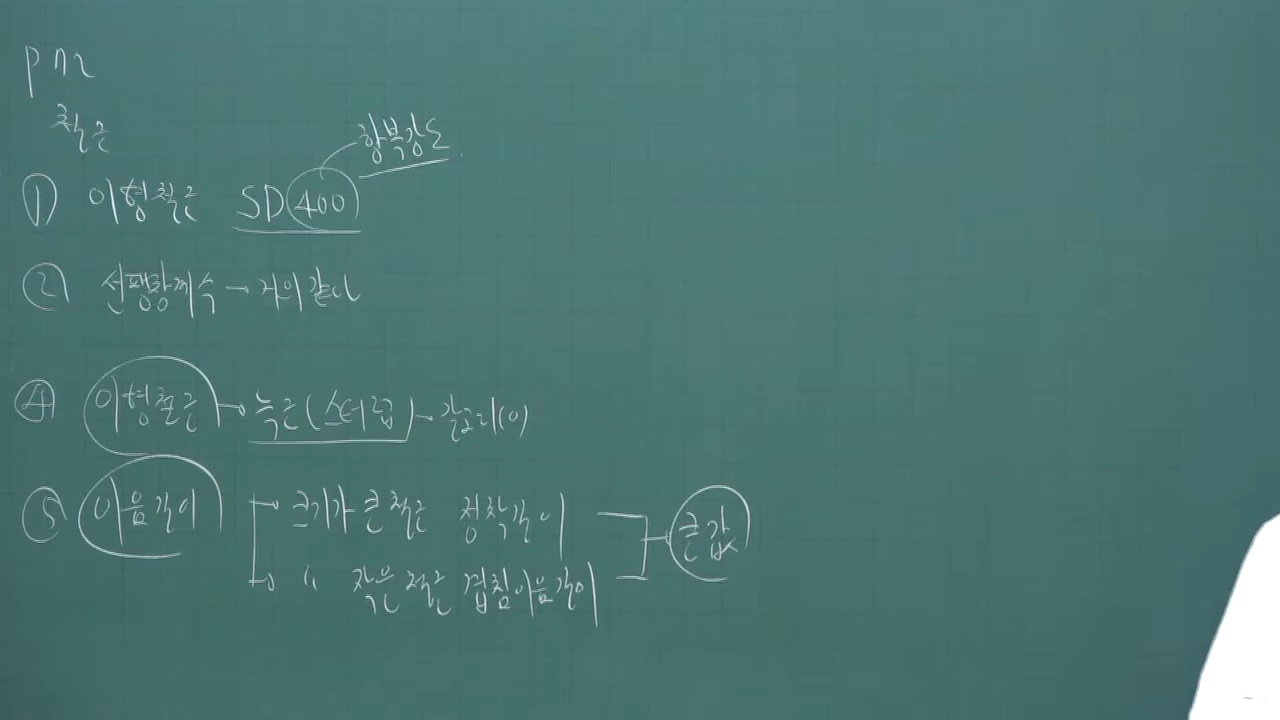 철근
항복강도
① 이형철근 SD400
② 선팽창계수 → 거의 같다
④ 이형철근 → 늑근(스터럽) → 갈고리(0)
⑤ 이음길이 → 크기가 큰 철근 정착길이 → 큰값
→ 〃 작은 철근 겹침이음길이